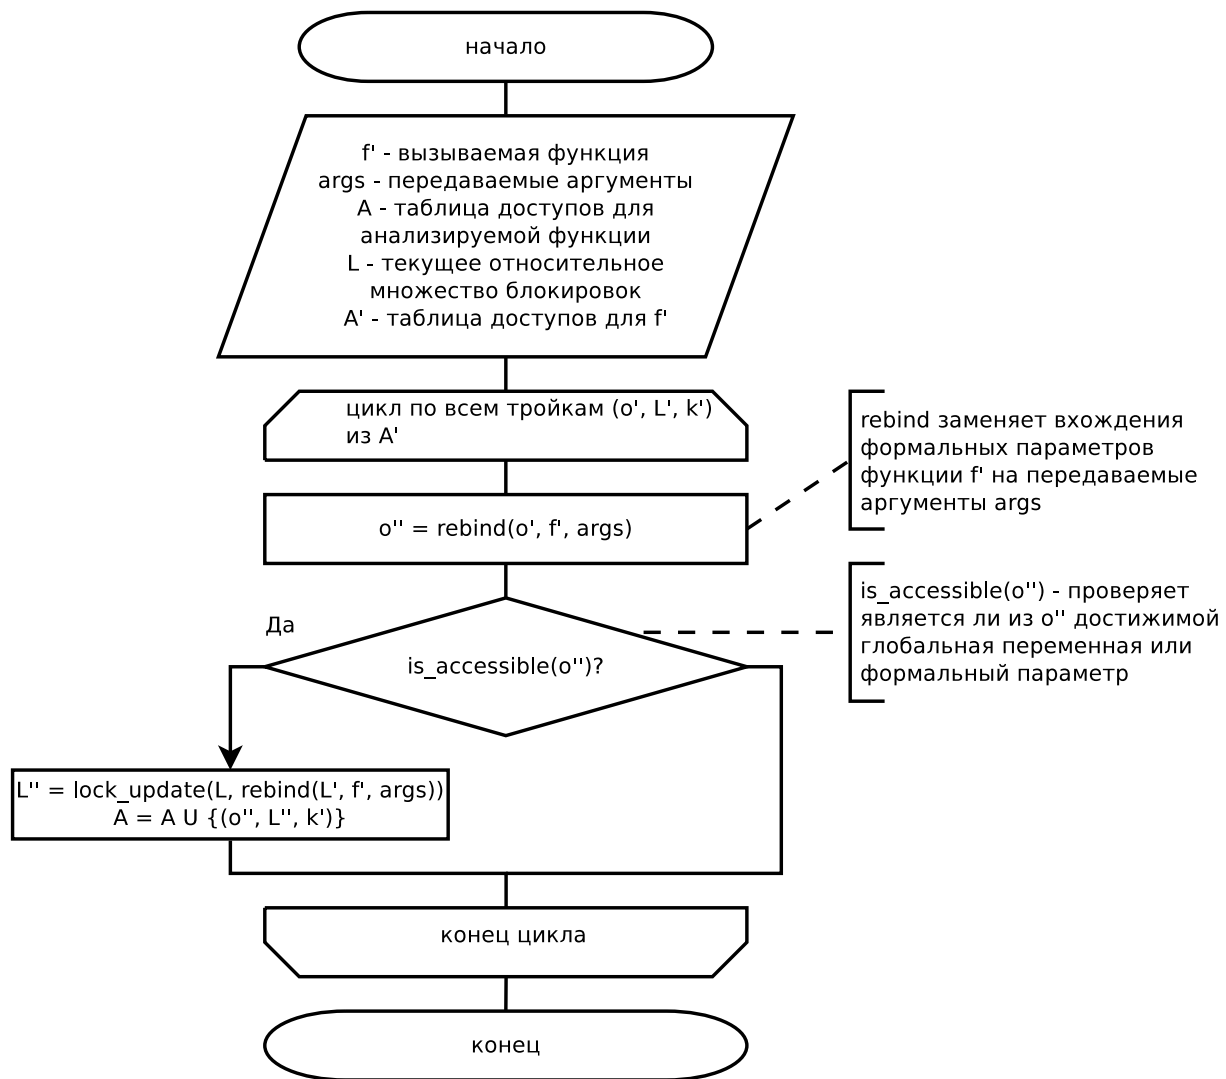 начало
f' - вызываемая функция
args - передаваемые аргументы
A - таблица доступов для
анализируемой функции
L - текущее относительное
множество блокировок
A' - таблица доступов для f'
цикл по всем тройкам (o', L', k')
из A'
rebind заменяет вхождения
формальных параметров
функции f' на передаваемые
аргументы args
o'' = rebind(o', f', args)
is_accessible(o'') - проверяет
является ли из o'' достижимой
глобальная переменная или
формальный параметр
Да
is_accessible(o'')?
L'' = lock_update(L, rebind(L', f', args))
A = A U {(o'', L'', k')}
конец цикла
конец